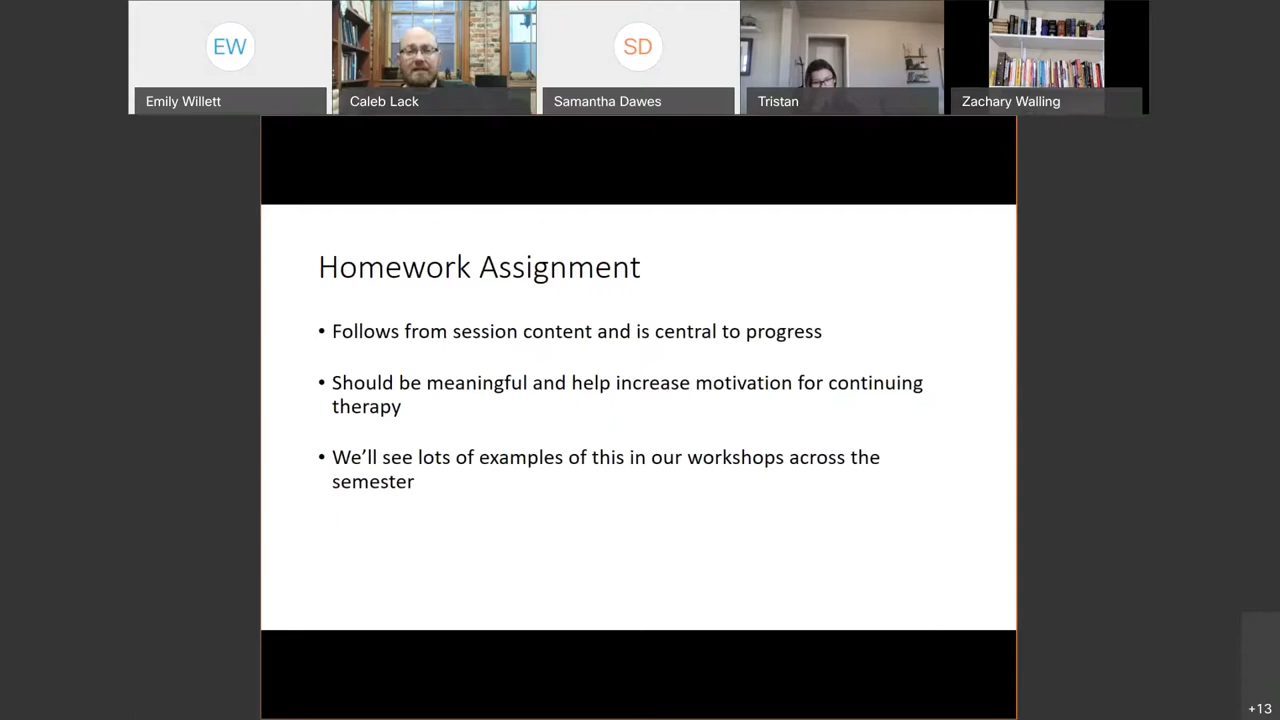 EW
SD
Emily Willett
Caleb Lack
Samantha Dawes
Tristan
Zachary Walling
Homework Assignment
• Follows from session content and is central to progress
• Should be meaningful and help increase motivation for continuing
therapy
• We’ll see lots of examples of this in our workshops across the
semester
+13